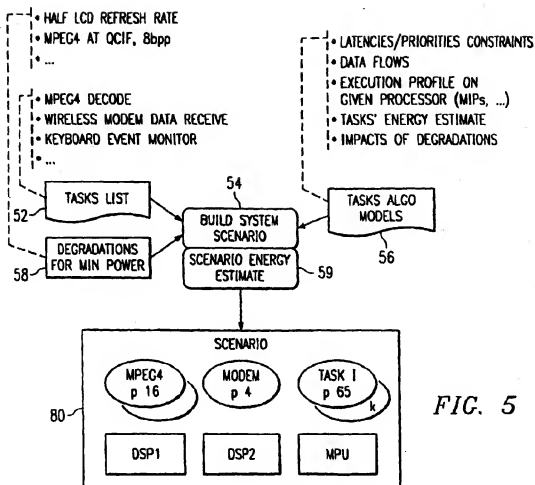 • HALF LCD REFRESH RATE
• MPEG4 AT QCIF, 8bpp
• ...
• MPEG4 DECODE
• WIRELESS MODEM DATA RECEIVE
• KEYBOARD EVENT MONITOR
• ...
• LATENCIES/PRIORITIES CONSTRAINTS
• DATA FLOWS
• EXECUTION PROFILE ON
GIVEN PROCESSOR (MIPs, ...)
• TASKS' ENERGY ESTIMATE
• IMPACTS OF DEGRADATIONS
52
TASKS LIST
54
BUILD SYSTEM
SCENARIO
TASKS ALGO
MODELS
56
58
DEGRADATIONS
FOR MIN POWER
SCENARIO ENERGY
ESTIMATE
59
SCENARIO
80
MPEG4
p 16
MODEM
p 4
TASK I
p 65
k
DSP1
DSP2
MPU
FIG. 5